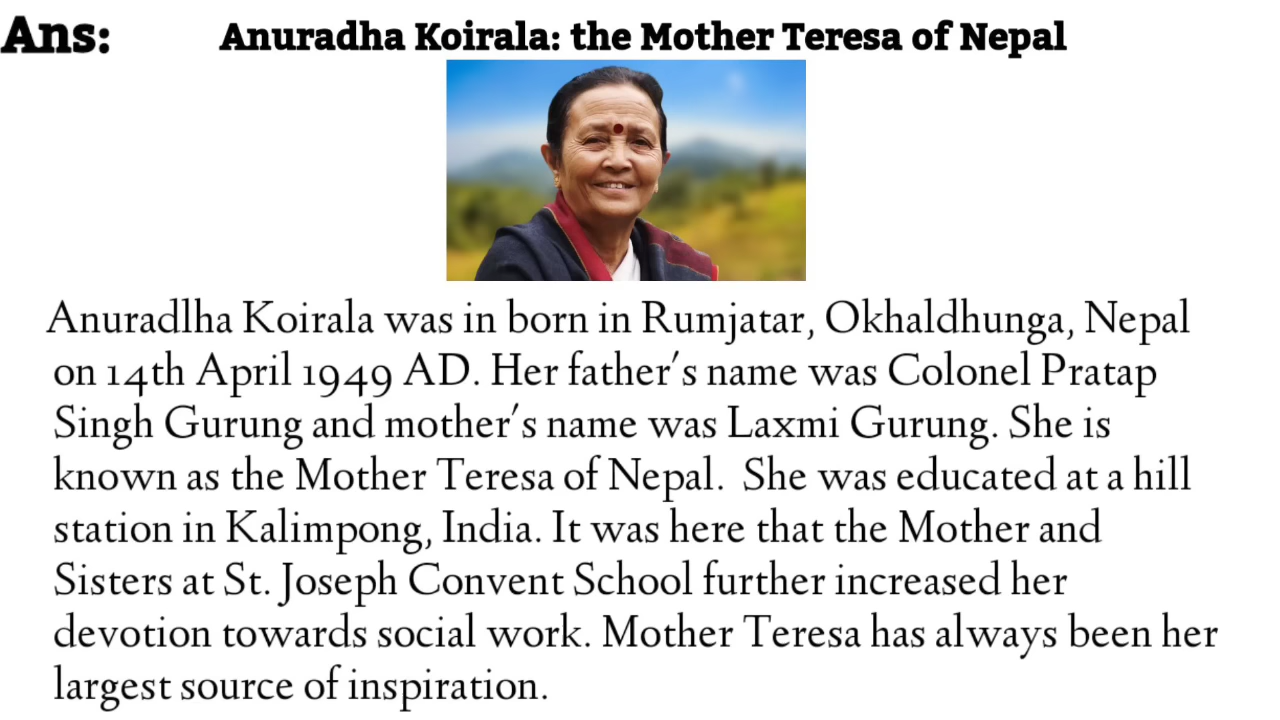 Ans: Anuradha Koirala: the Mother Teresa of Nepal
Anuradlha Koirala was in born in Rumjatar, Okhaldhunga, Nepal
on 14th April 1949 AD. Her father's name was Colonel Pratap
Singh Gurung and mother's name was Laxmi Gurung. She is
known as the Mother Teresa of Nepal. She was educated at a hill
station in Kalimpong, India. It was here that the Mother and
Sisters at St. Joseph Convent School further increased her
devotion towards social work. Mother Teresa has always been her
largest source of inspiration.